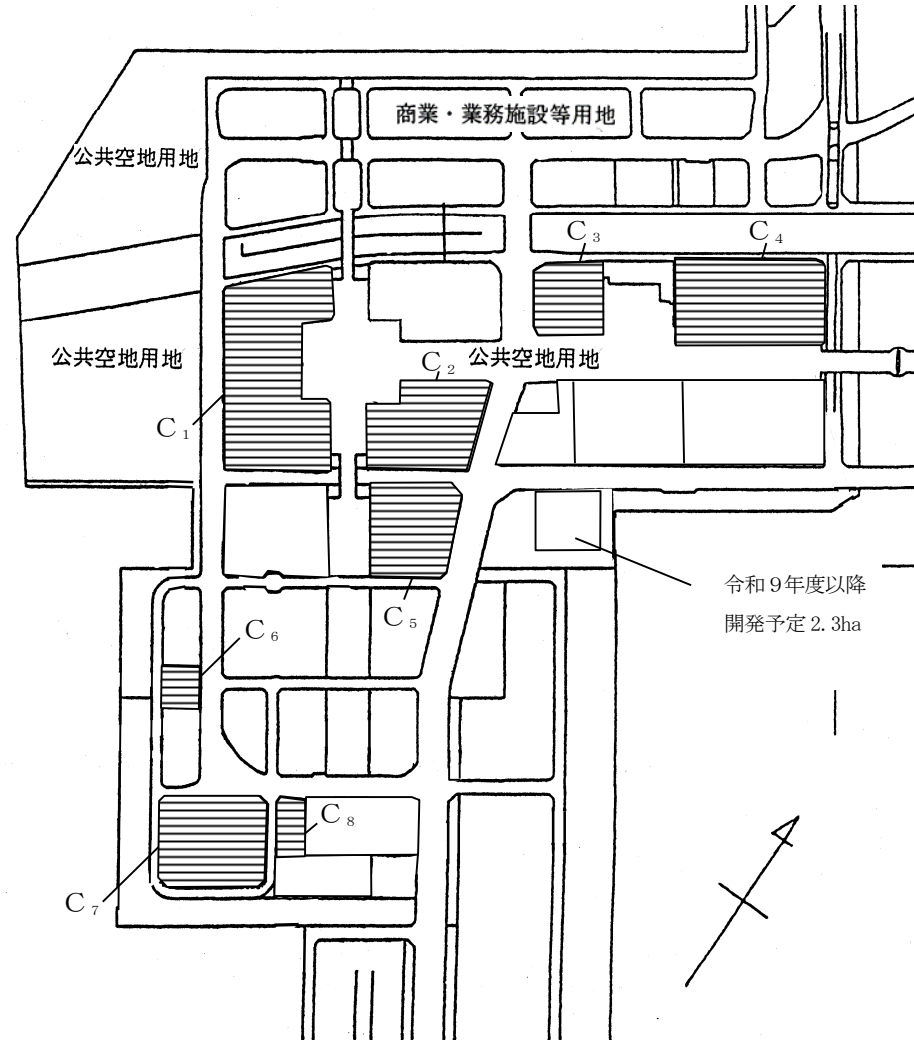 商業・業務施設等用地
公共空地用地
C₃
C₄
公共空地用地
公共空地用地
C₂
C₁
令和9年度以降
開発予定2.3ha
C₅
C₆
C₈
C₇